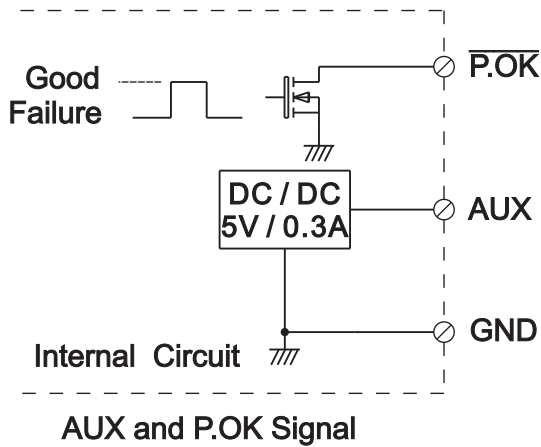 Good
Failure
P.OK
DC / DC
5V / 0.3A
AUX
GND
Internal Circuit
AUX and P.OK Signal